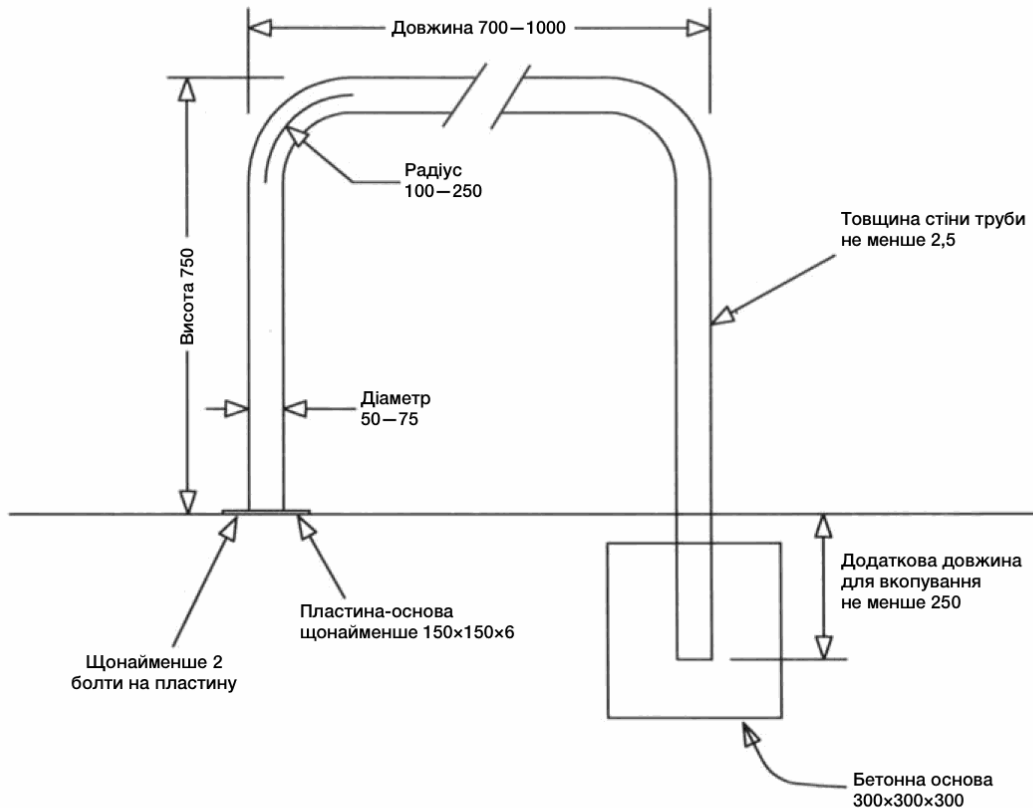 Довжина 700—1000
Радіус
100—250
Товщина стіни труби
не менше 2,5
Висота 750
Діаметр
50—75
Додаткова довжина
для вкопування
не менше 250
Пластина-основа
щонайменше 150×150×6
Щонайменше 2
болти на пластину
Бетонна основа
300×300×300